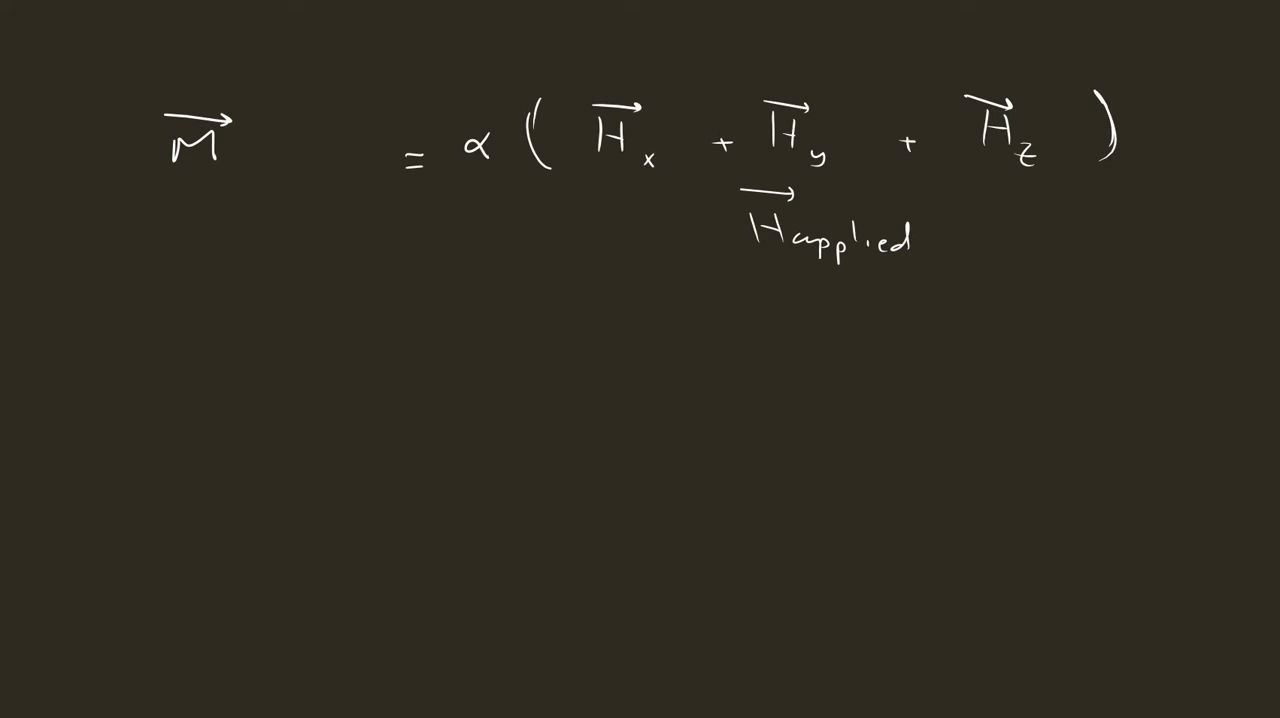 M⃗ = α ( H⃗x + H⃗y + H⃗z )
H⃗applied